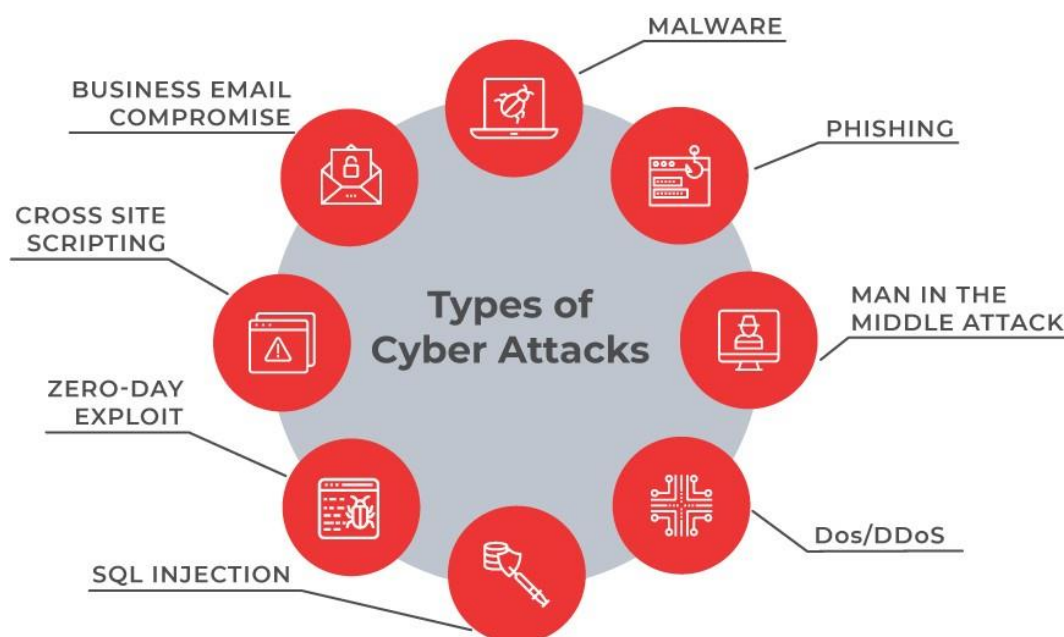 MALWARE
BUSINESS EMAIL
COMPROMISE
PHISHING
CROSS SITE
SCRIPTING
Types of
Cyber Attacks
MAN IN THE
MIDDLE ATTACK
ZERO-DAY
EXPLOIT
Dos/DDoS
SQL INJECTION